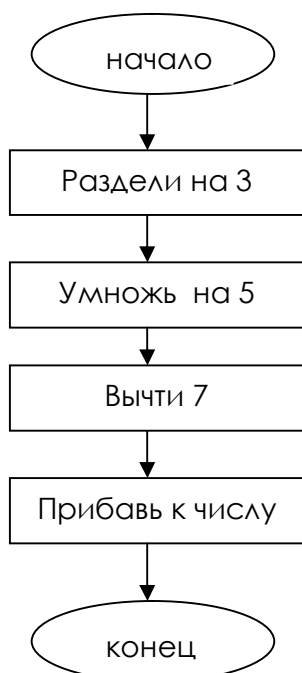 начало
Раздели на 3
Умножь на 5
Вычти 7
Прибавь к числу
конец